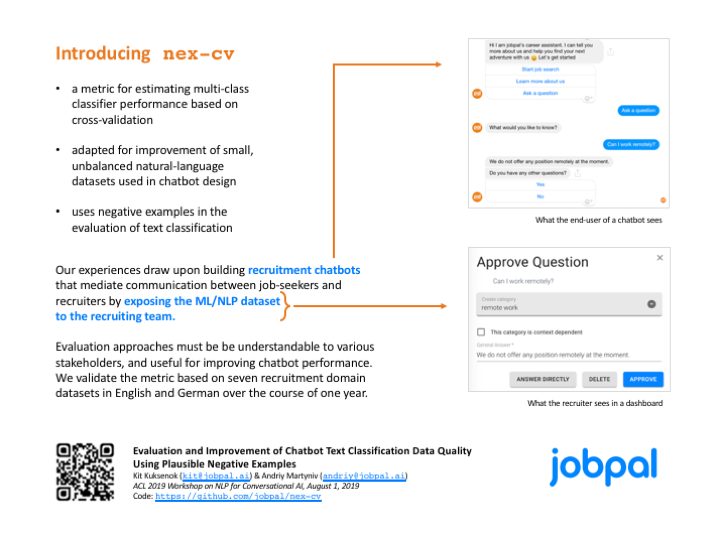 Introducing nex-cv
• a metric for estimating multi-class
classifier performance based on
cross-validation
• adapted for improvement of small,
unbalanced natural-language
datasets used in chatbot design
• uses negative examples in the
evaluation of text classification
Our experiences draw upon building recruitment chatbots
that mediate communication between job-seekers and
recruiters by exposing the ML/NLP dataset
to the recruiting team.
Evaluation approaches must be be understandable to various
stakeholders, and useful for improving chatbot performance.
We validate the metric based on seven recruitment domain
datasets in English and German over the course of one year.
Hi I am jobpal's career assistant. I can tell you
more about us and help you find your next
adventure with us 😀 Let's get started
Start job search
Learn more about us
Ask a question
Ask a question
What would you like to know?
Can I work remotely?
We do not offer any position remotely at the moment.
Do you have any other questions?
Yes
No
What the end-user of a chatbot sees
Approve Question
Can I work remotely?
Create category
remote work
This category is context dependent
General Answer *
We do not offer any position remotely at the moment.
ANSWER DIRECTLY DELETE APPROVE
What the recruiter sees in a dashboard
Evaluation and Improvement of Chatbot Text Classification Data Quality
Using Plausible Negative Examples
Kit Kuksenok (kit@jobpal.ai) & Andriy Martyniv (andriy@jobpal.ai)
ACL 2019 Workshop on NLP for Conversational AI, August 1, 2019
Code: https://github.com/jobpal/nex-cv
jobpal